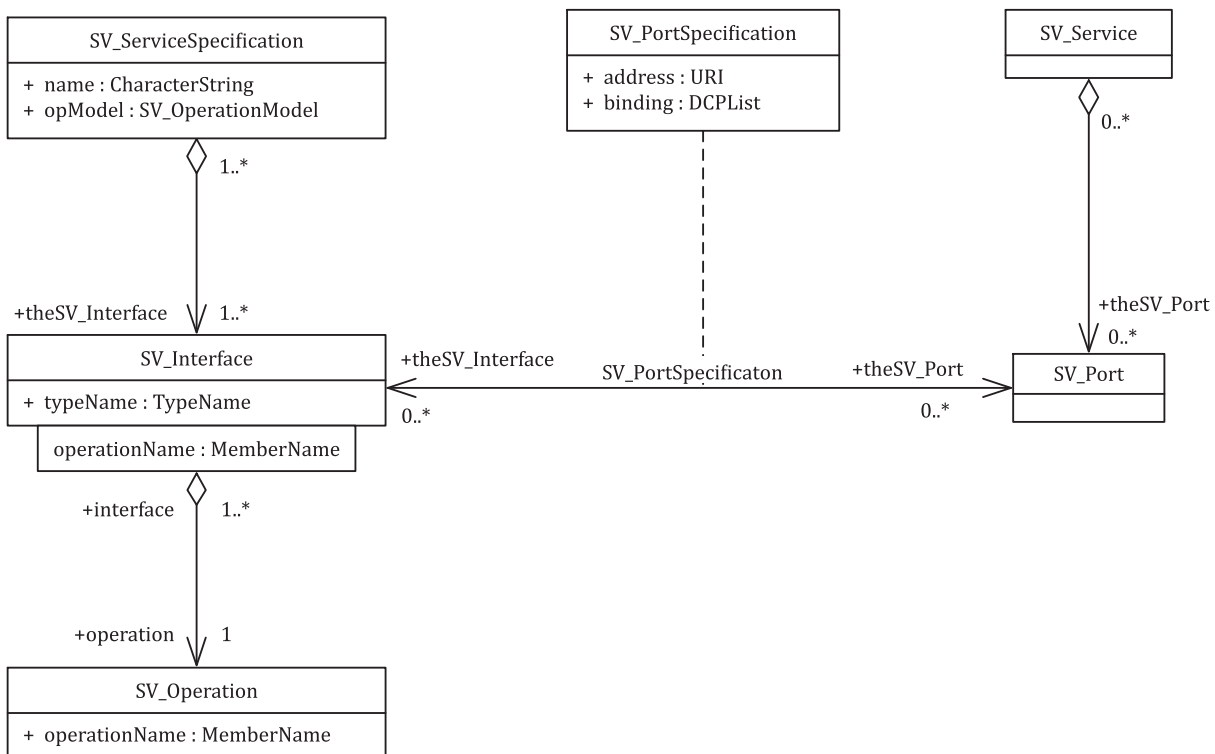 SV_ServiceSpecification
+ name : CharacterString
+ opModel : SV_OperationModel
SV_PortSpecification
+ address : URI
+ binding : DCPList
SV_Service
0..*
1..*
+theSV_Interface
1..*
+theSV_Port
0..*
SV_Interface
+ typeName : TypeName
operationName : MemberName
+theSV_Interface
0..*
SV_PortSpecificaton
+theSV_Port
0..*
SV_Port
+interface
1..*
+operation
1
SV_Operation
+ operationName : MemberName